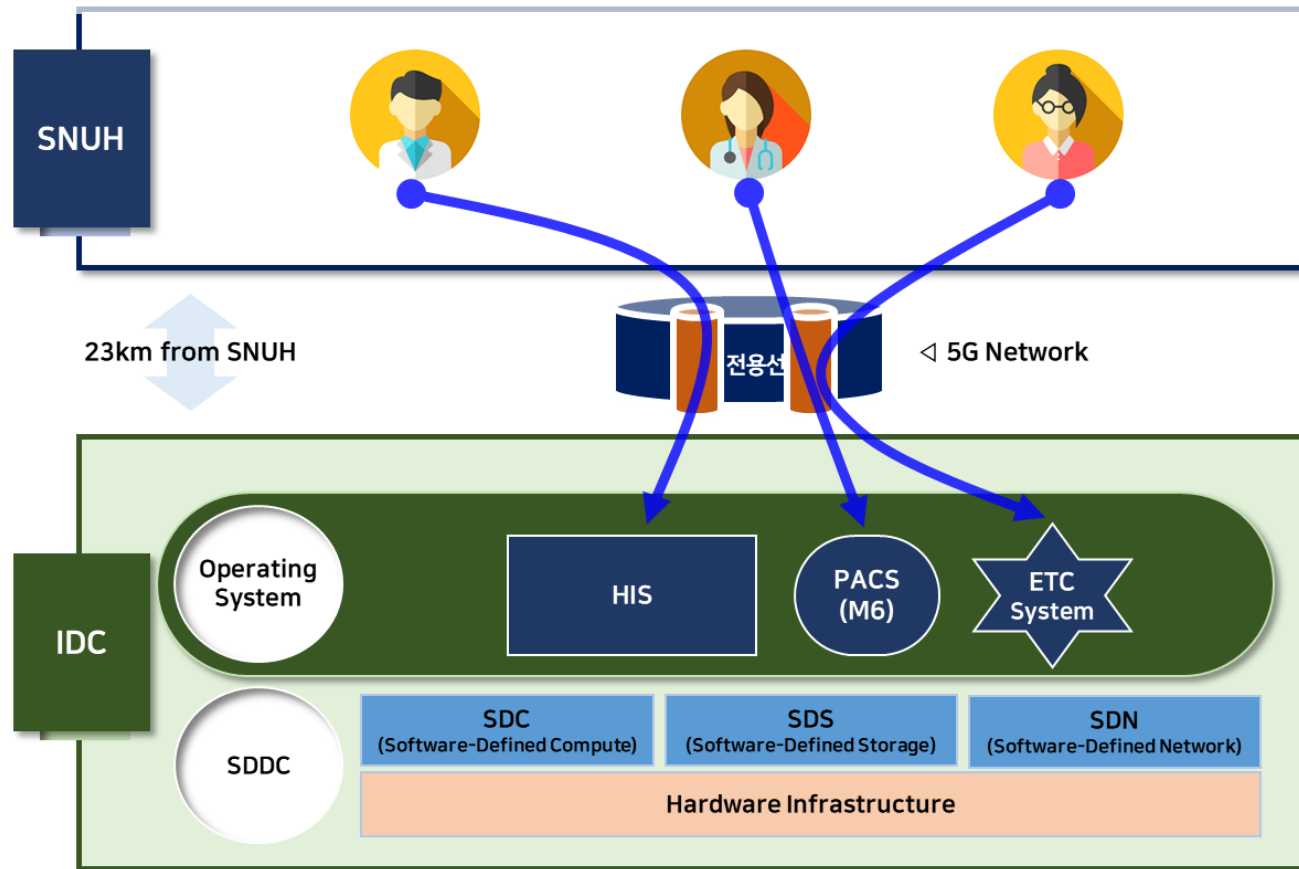 SNUH
23km from SNUH
전용선
◁ 5G Network
IDC
Operating
System
HIS
PACS
(M6)
ETC
System
SDDC
SDC
(Software-Defined Compute)
SDS
(Software-Defined Storage)
SDN
(Software-Defined Network)
Hardware Infrastructure